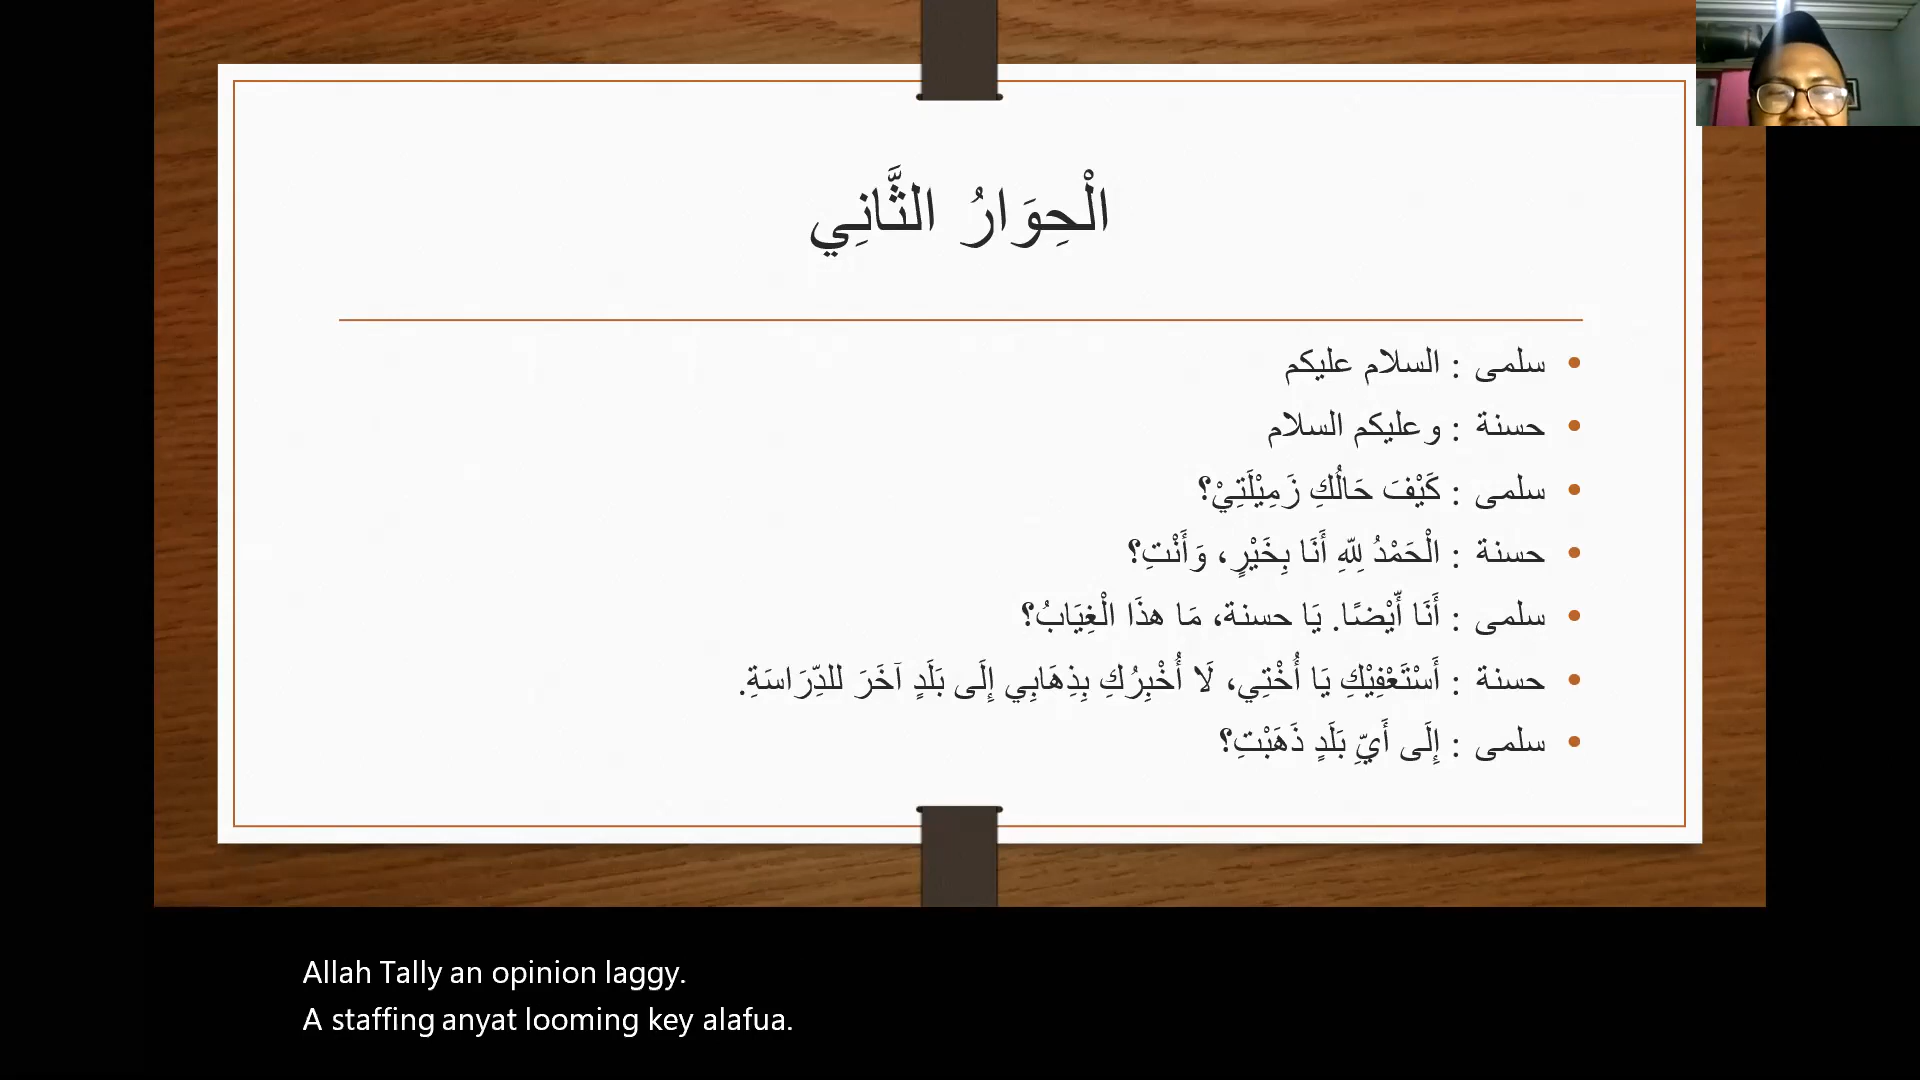 الْحِوَارُ الثَّانِي
سلمى : السلام عليكم
حسنة : وعليكم السلام
سلمى : كَيْفَ حَالُكِ زَمِيْلَتِيْ؟
حسنة : الْحَمْدُ لِلّٰهِ أَنَا بِخَيْرٍ، وَأَنْتِ؟
سلمى : أَنَا أَيْضًا. يَا حسنة، مَا هذَا الْغِيَابُ؟
حسنة : أَسْتَعْفِيْكِ يَا أُخْتِي، لَا أُخْبِرُكِ بِذِهَابِي إِلَى بَلَدٍ آخَرَ للدِّرَاسَةِ.
سلمى : إِلَى أَيِّ بَلَدٍ ذَهَبْتِ؟
Allah Tally an opinion laggy.
A staffing anyat looming key alafua.